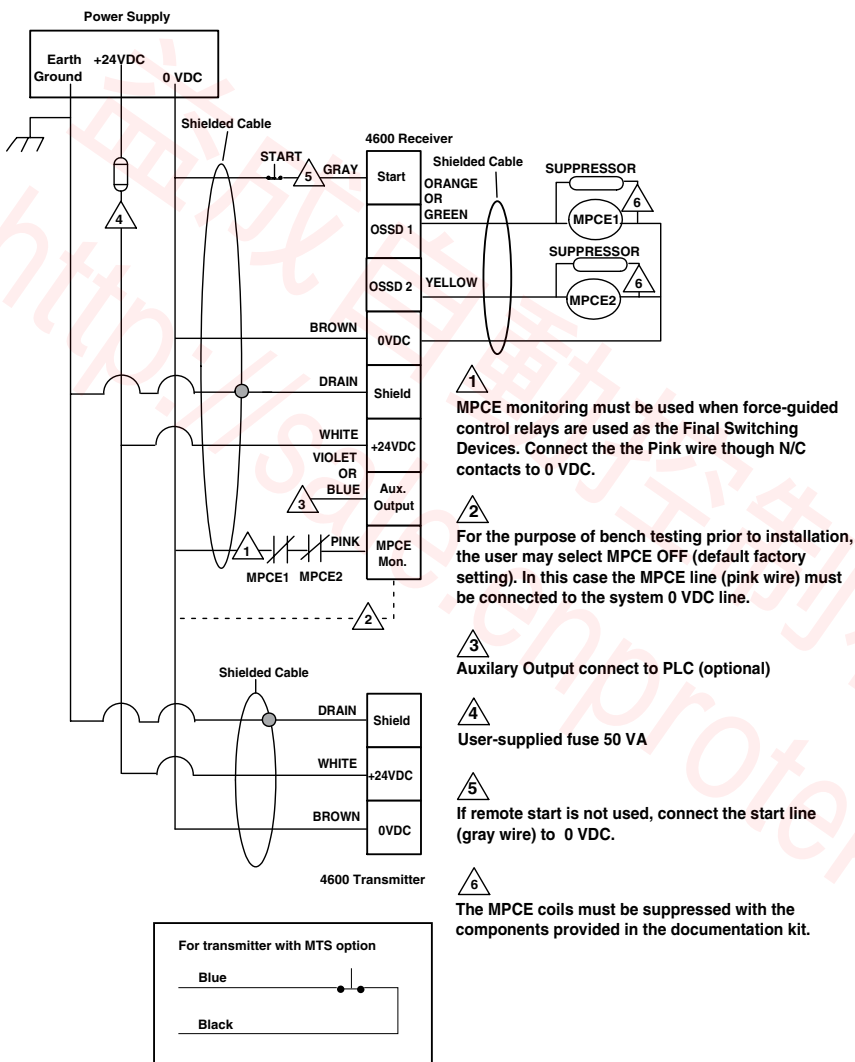 Power Supply
Earth Ground
+24VDC
0 VDC
Shielded Cable
4600 Receiver
START
5
GRAY
Start
Shielded Cable
ORANGE
OR
GREEN
OSSD 1
SUPPRESSOR
6
MPCE1
SUPPRESSOR
6
MPCE2
OSSD 2
YELLOW
4
BROWN
0VDC
DRAIN
Shield
WHITE
+24VDC
VIOLET
OR
BLUE
3
Aux.
Output
1
MPCE1
MPCE2
PINK
MPCE
Mon.
2
Shielded Cable
DRAIN
Shield
WHITE
+24VDC
BROWN
0VDC
4600 Transmitter
For transmitter with MTS option
Blue
Black
1
MPCE monitoring must be used when force-guided
control relays are used as the Final Switching
Devices. Connect the the Pink wire though N/C
contacts to 0 VDC.
2
For the purpose of bench testing prior to installation,
the user may select MPCE OFF (default factory
setting). In this case the MPCE line (pink wire) must
be connected to the system 0 VDC line.
3
Auxilary Output connect to PLC (optional)
4
User-supplied fuse 50 VA
5
If remote start is not used, connect the start line
(gray wire) to 0 VDC.
6
The MPCE coils must be suppressed with the
components provided in the documentation kit.
益成自動控制
http://sale.enproter